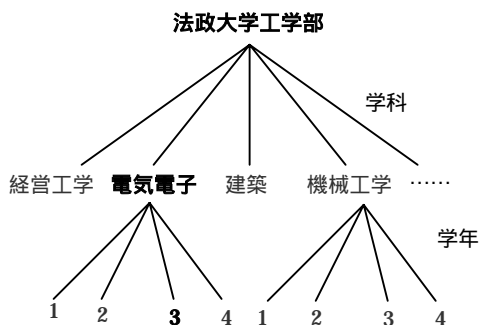 法政大学工学部
学科
経営工学 電気電子 建築 機械工学 ……
学年
1 2 3 4 1 2 3 4